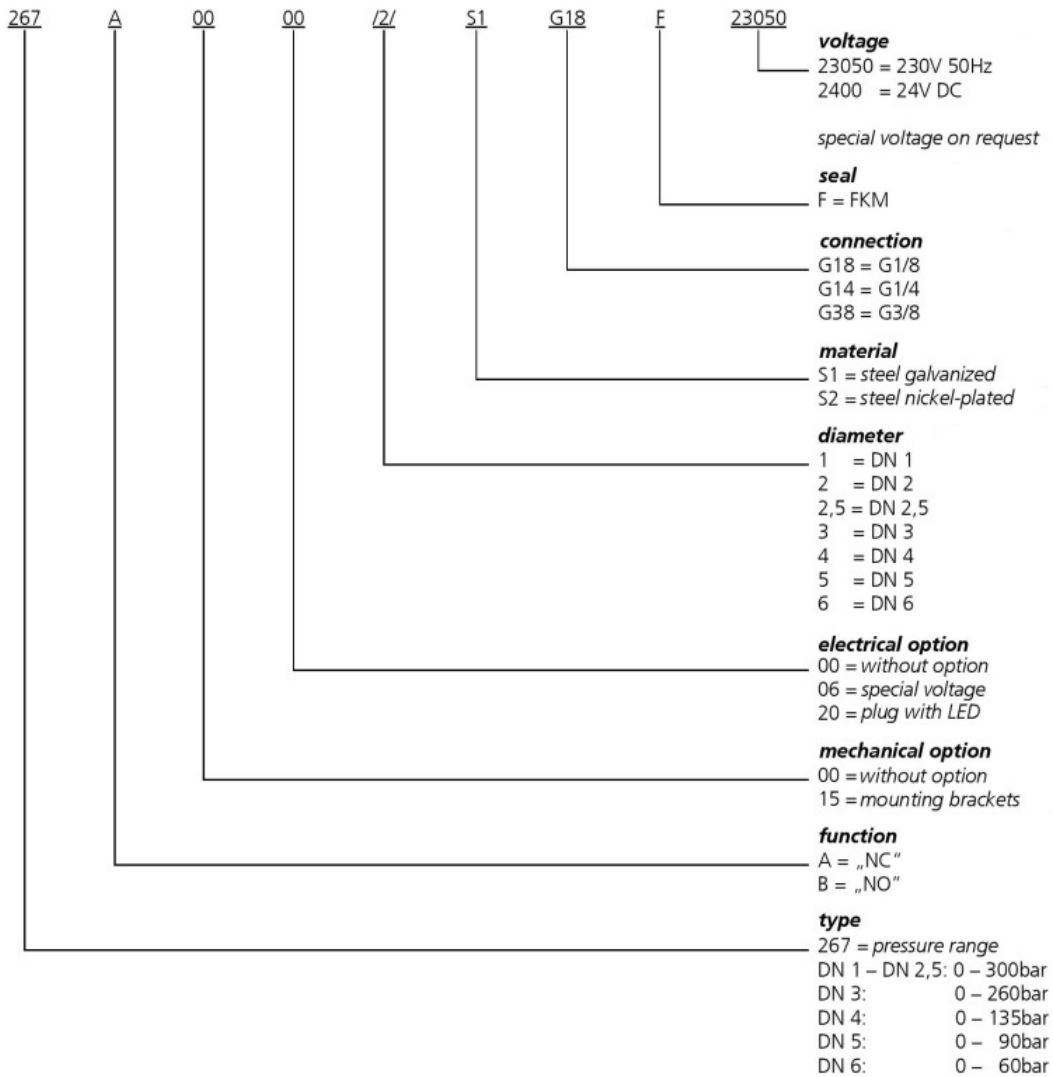 267 A 00 00 /2/ S1 G18 F 23050
voltage
23050 = 230V 50Hz
2400 = 24V DC
special voltage on request
seal
F = FKM
connection
G18 = G1/8
G14 = G1/4
G38 = G3/8
material
S1 = steel galvanized
S2 = steel nickel-plated
diameter
1 = DN 1
2 = DN 2
2,5 = DN 2,5
3 = DN 3
4 = DN 4
5 = DN 5
6 = DN 6
electrical option
00 = without option
06 = special voltage
20 = plug with LED
mechanical option
00 = without option
15 = mounting brackets
function
A = „NC"
B = „NO"
type
267 = pressure range
DN 1 – DN 2,5: 0 – 300bar
DN 3: 0 – 260bar
DN 4: 0 – 135bar
DN 5: 0 – 90bar
DN 6: 0 – 60bar